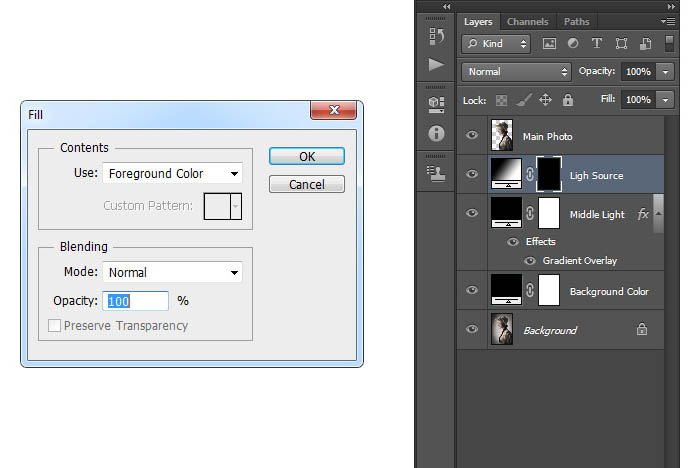 Fill
Contents
Use: Foreground Color
Custom Pattern:
Blending
Mode: Normal
Opacity: 100 %
Preserve Transparency
OK
Cancel
Layers Channels Paths
Kind
Normal Opacity: 100%
Lock: Fill: 100%
Main Photo
Ligh Source
Middle Light fx
Effects
Gradient Overlay
Background Color
Background